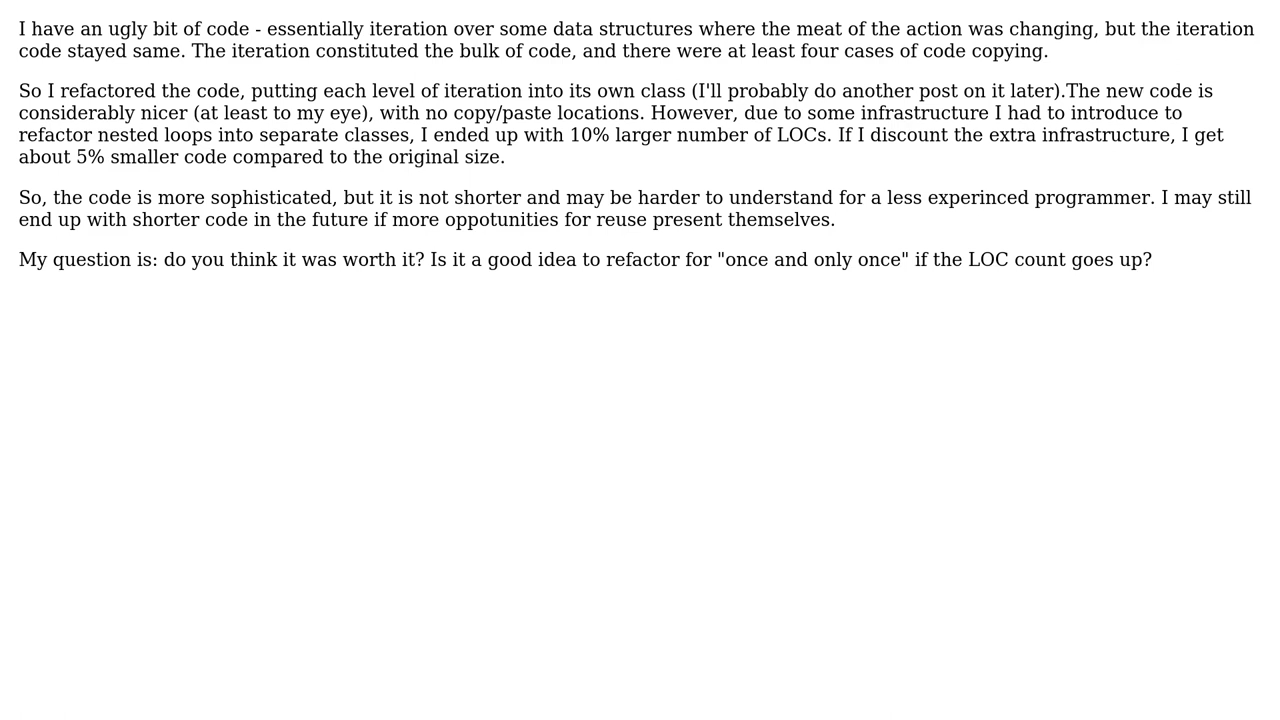 I have an ugly bit of code - essentially iteration over some data structures where the meat of the action was changing, but the iteration
code stayed same. The iteration constituted the bulk of code, and there were at least four cases of code copying.
So I refactored the code, putting each level of iteration into its own class (I'll probably do another post on it later).The new code is
considerably nicer (at least to my eye), with no copy/paste locations. However, due to some infrastructure I had to introduce to
refactor nested loops into separate classes, I ended up with 10% larger number of LOCs. If I discount the extra infrastructure, I get
about 5% smaller code compared to the original size.
So, the code is more sophisticated, but it is not shorter and may be harder to understand for a less experinced programmer. I may still
end up with shorter code in the future if more oppotunities for reuse present themselves.
My question is: do you think it was worth it? Is it a good idea to refactor for "once and only once" if the LOC count goes up?